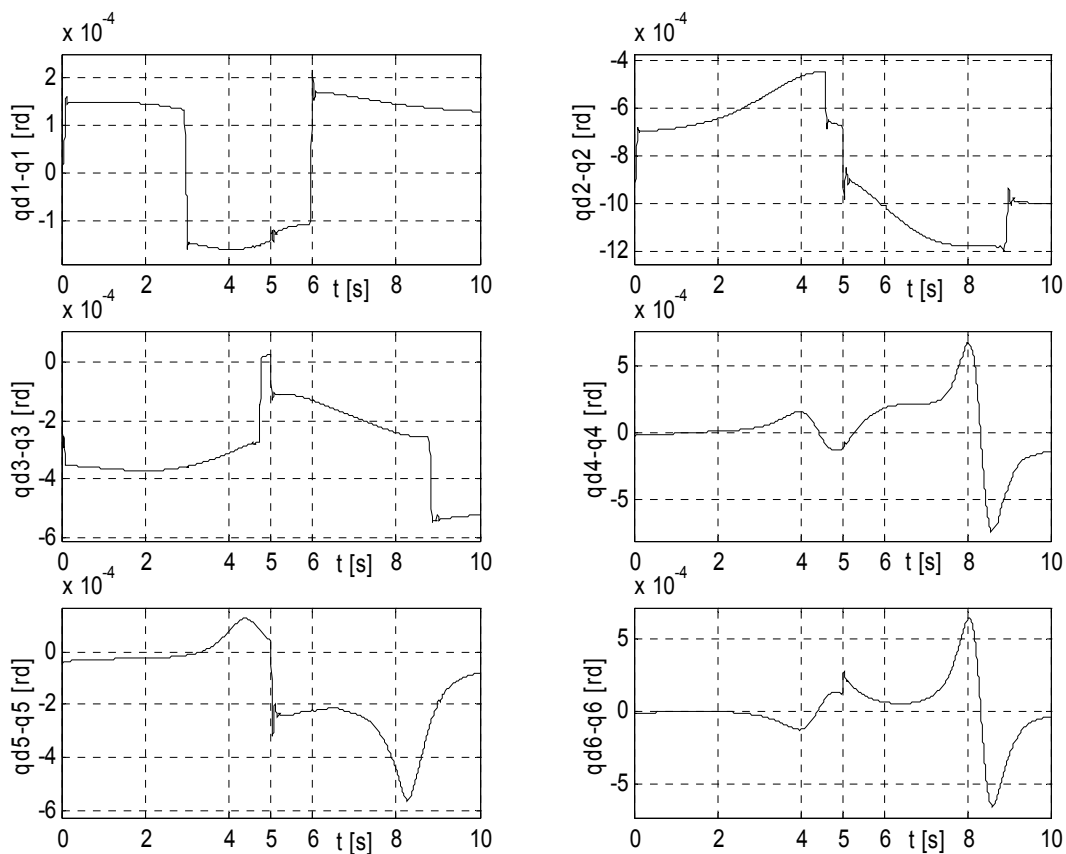 x 10^-4
qd1-q1 [rd]
2
1
0
-1
0 2 4 5 6 8 10
t [s]
x 10^-4
qd2-q2 [rd]
-4
-6
-8
-10
-12
0 2 4 5 6 8 10
t [s]
x 10^-4
qd3-q3 [rd]
0
-2
-4
-6
0 2 4 5 6 8 10
t [s]
x 10^-4
qd4-q4 [rd]
5
0
-5
0 2 4 5 6 8 10
t [s]
x 10^-4
qd5-q5 [rd]
0
-2
-4
-6
0 2 4 5 6 8 10
t [s]
x 10^-4
qd6-q6 [rd]
5
0
-5
0 2 4 5 6 8 10
t [s]